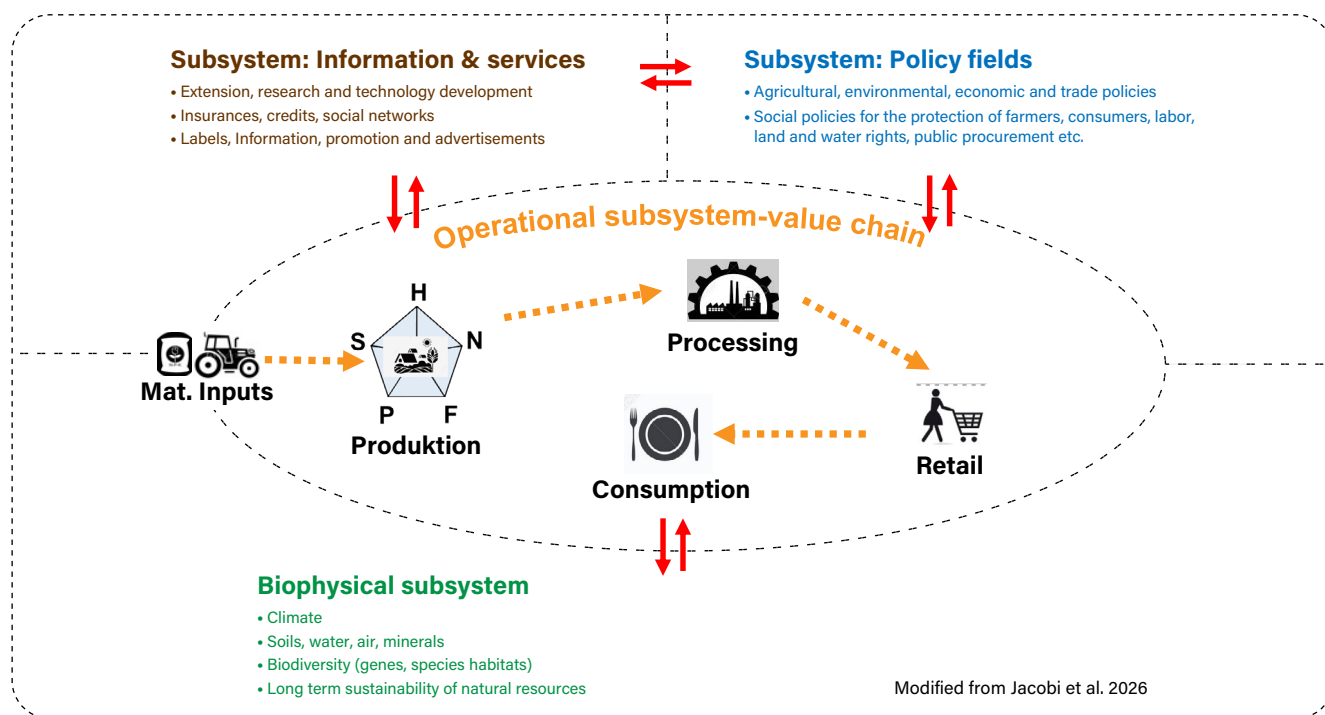 Subsystem: Information & services
• Extension, research and technology development
• Insurances, credits, social networks
• Labels, Information, promotion and advertisements
Subsystem: Policy fields
• Agricultural, environmental, economic and trade policies
• Social policies for the protection of farmers, consumers, labor,
land and water rights, public procurement etc.
Operational subsystem-value chain
H
S
N
P
F
Mat. Inputs
Produktion
Processing
Retail
Consumption
Biophysical subsystem
• Climate
• Soils, water, air, minerals
• Biodiversity (genes, species habitats)
• Long term sustainability of natural resources
Modified from Jacobi et al. 2026